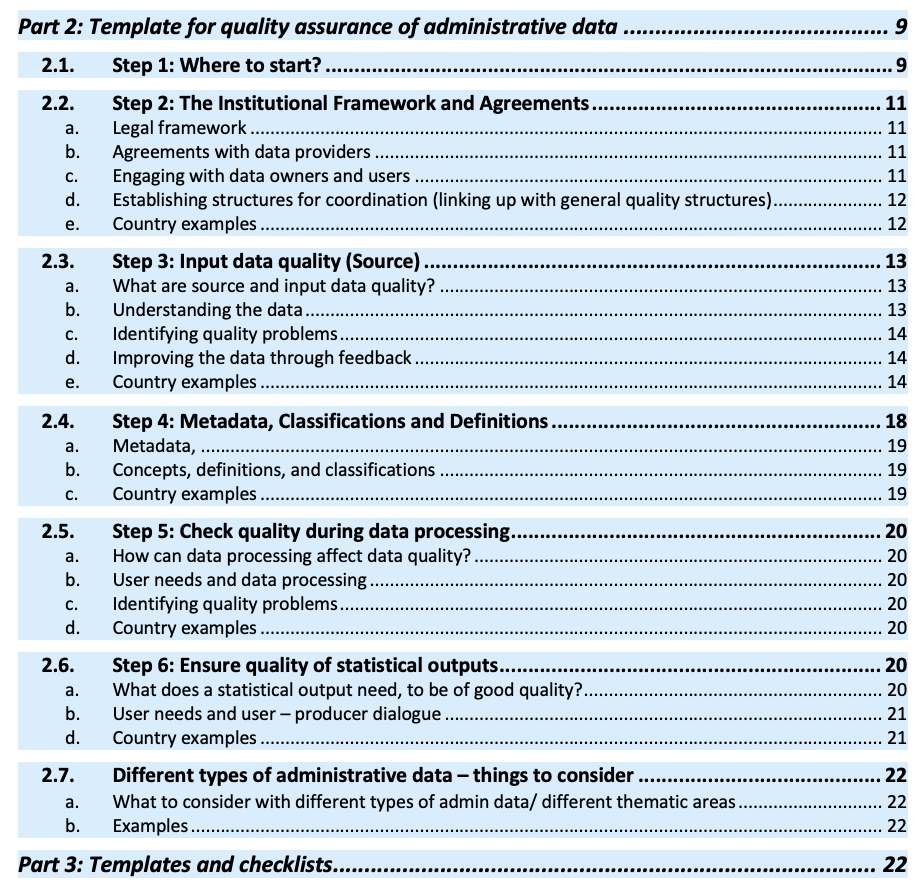 Part 2: Template for quality assurance of administrative data ........................................ 9
2.1. Step 1: Where to start? ........................................ 9
2.2. Step 2: The Institutional Framework and Agreements ........................................ 11
a. Legal framework ........................................ 11
b. Agreements with data providers ........................................ 11
c. Engaging with data owners and users ........................................ 11
d. Establishing structures for coordination (linking up with general quality structures) ........................................ 12
e. Country examples ........................................ 12
2.3. Step 3: Input data quality (Source) ........................................ 13
a. What are source and input data quality? ........................................ 13
b. Understanding the data ........................................ 13
c. Identifying quality problems ........................................ 14
d. Improving the data through feedback ........................................ 14
e. Country examples ........................................ 14
2.4. Step 4: Metadata, Classifications and Definitions ........................................ 18
a. Metadata, ........................................ 19
b. Concepts, definitions, and classifications ........................................ 19
c. Country examples ........................................ 19
2.5. Step 5: Check quality during data processing ........................................ 20
a. How can data processing affect data quality? ........................................ 20
b. User needs and data processing ........................................ 20
c. Identifying quality problems ........................................ 20
d. Country examples ........................................ 20
2.6. Step 6: Ensure quality of statistical outputs ........................................ 20
a. What does a statistical output need, to be of good quality? ........................................ 20
b. User needs and user – producer dialogue ........................................ 21
d. Country examples ........................................ 21
2.7. Different types of administrative data – things to consider ........................................ 22
a. What to consider with different types of admin data/ different thematic areas ........................................ 22
b. Examples ........................................ 22
Part 3: Templates and checklists ........................................ 22